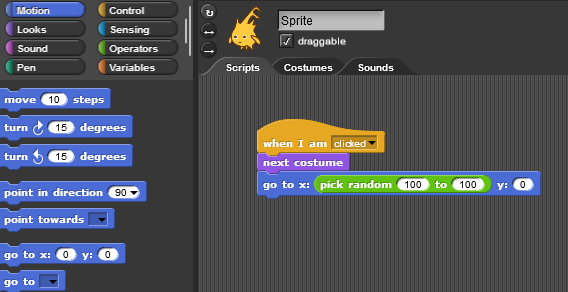 Motion Control
Looks Sensing
Sound Operators
Pen Variables
Sprite
draggable
Scripts Costumes Sounds
move 10 steps
turn 15 degrees
turn 15 degrees
point in direction 90
point towards
go to x: 0 y: 0
go to
when I am clicked
next costume
go to x: pick random 100 to 100 y: 0